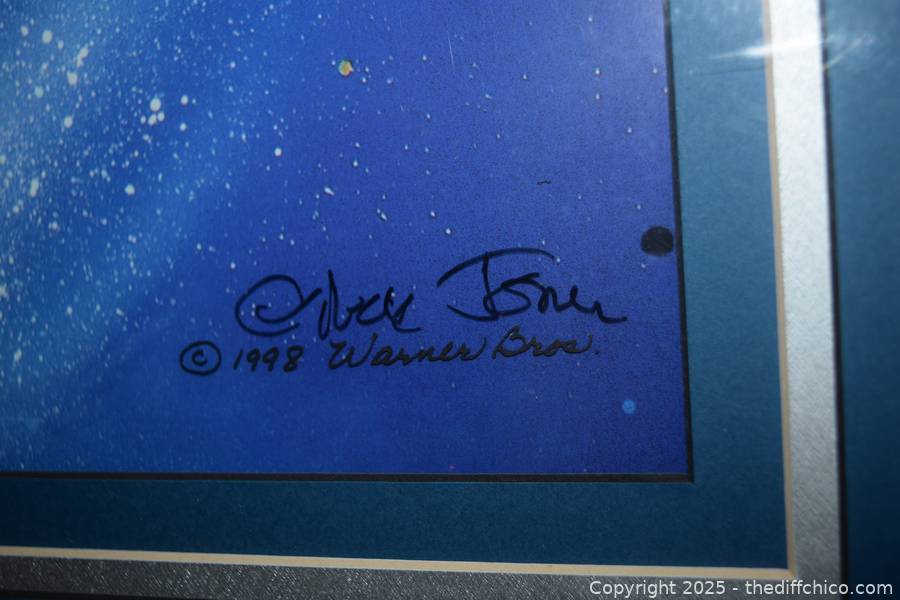 Chuck Jones
© 1998 Warner Bros.
Copyright 2025 - thediffchico.com